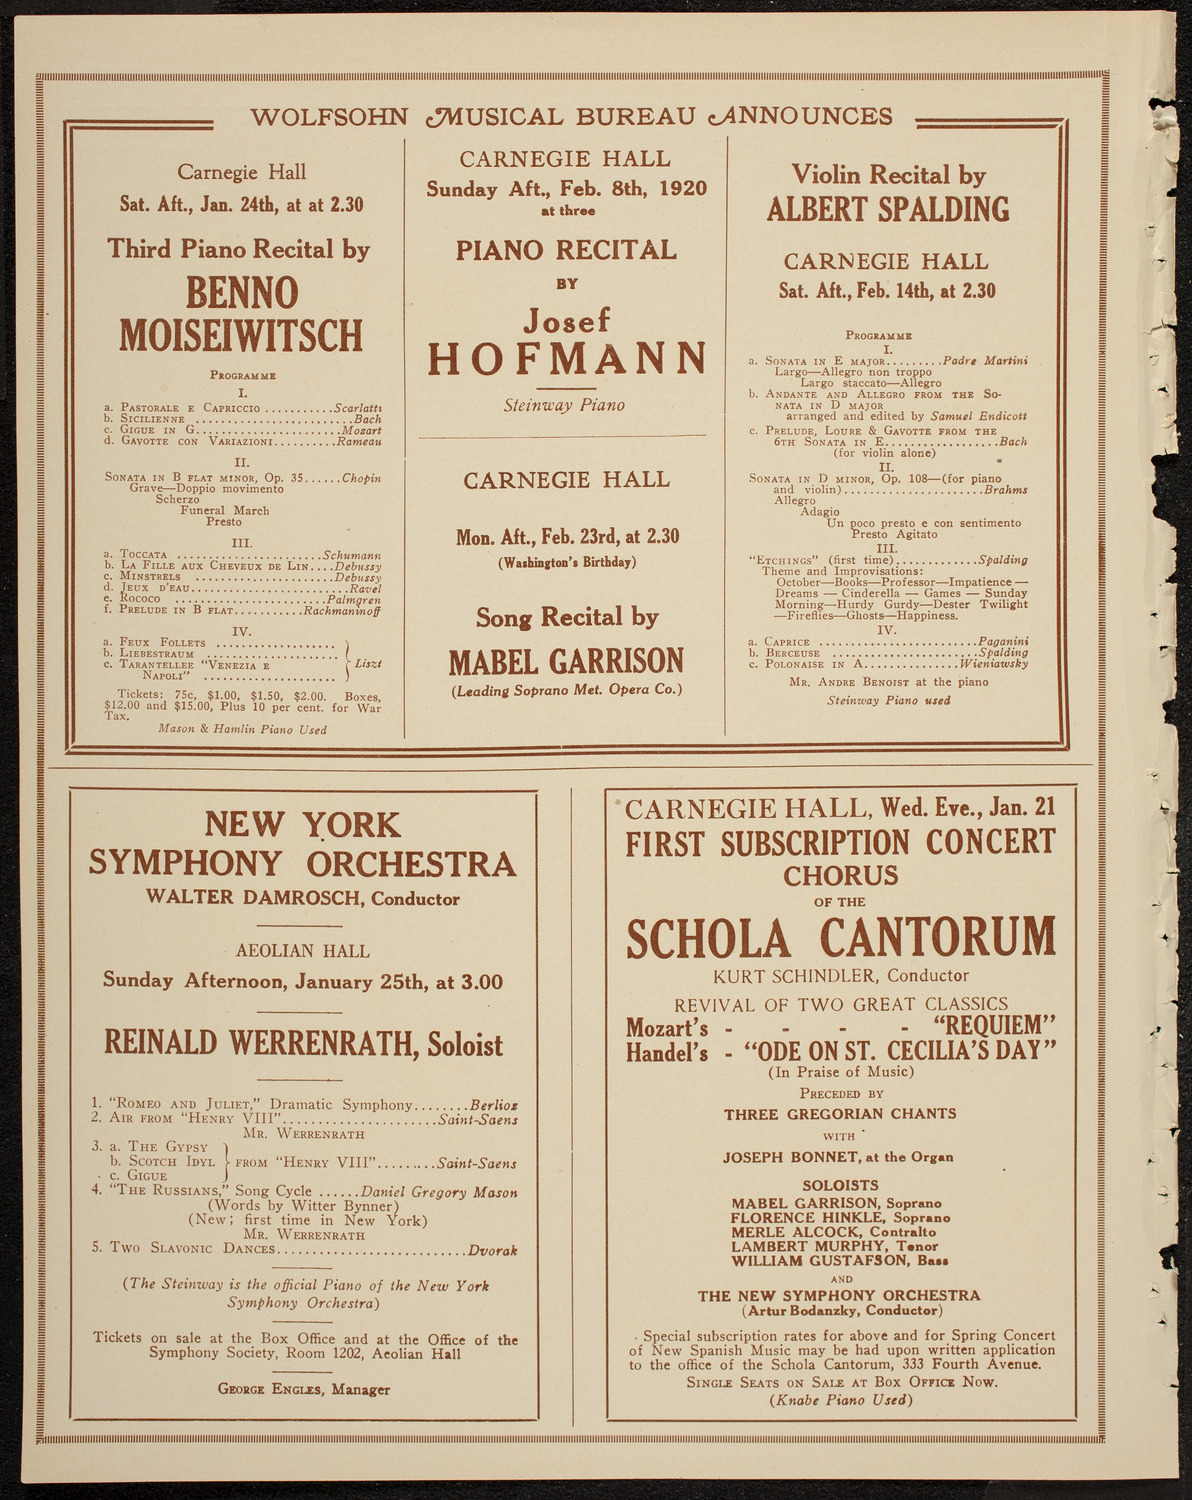 WOLFSOHN MUSICAL BUREAU ANNOUNCES
Carnegie Hall
Sat. Aft., Jan. 24th, at at 2.30
Third Piano Recital by
BENNO
MOISEIWITSCH
PROGRAMME
I.
a. PASTORALE E CAPRICCIO ...........Scarlatti
b. SICILIENNE ..........................Bach
c. GIGUE IN G........................Mozart
d. GAVOTTE CON VARIAZIONI..........Rameau
II.
SONATA IN B FLAT MINOR, Op. 35......Chopin
Grave—Doppio movimento
Scherzo
Funeral March
Presto
III.
a. TOCCATA ........................Schumann
b. LA FILLE AUX CHEVEUX DE LIN....Debussy
c. MINSTRELS .......................Debussy
d. JEUX D'EAU..........................Ravel
e. ROCOCO .........................Palmgren
f. PRELUDE IN B FLAT...........Rachmaninoff
IV.
a. FEUX FOLLETS ...................
b. LIEBESTRAUM ......................
c. TARANTELLEE "VENEZIA E Liszt
NAPOLI" ......................
Tickets: 75c, $1.00, $1.50, $2.00. Boxes,
$12.00 and $15.00, Plus 10 per cent. for War
Tax.
Mason & Hamlin Piano Used
CARNEGIE HALL
Sunday Aft., Feb. 8th, 1920
at three
PIANO RECITAL
BY
Josef
HOFMANN
Steinway Piano
CARNEGIE HALL
Mon. Aft., Feb. 23rd, at 2.30
(Washington's Birthday)
Song Recital by
MABEL GARRISON
(Leading Soprano Met. Opera Co.)
Violin Recital by
ALBERT SPALDING
CARNEGIE HALL
Sat. Aft., Feb. 14th, at 2.30
PROGRAMME
I.
a. SONATA IN E MAJOR.........Padre Martini
Largo—Allegro non troppo
Largo staccato—Allegro
b. ANDANTE AND ALLEGRO FROM THE SO-
NATA IN D MAJOR
arranged and edited by Samuel Endicott
c. PRELUDE, LOURE & GAVOTTE FROM THE
6TH SONATA IN E..................Bach
(for violin alone)
II.
SONATA IN D MINOR, Op. 108—(for piano
and violin)......................Brahms
Allegro
Adagio
Un poco presto e con sentimento
Presto Agitato
III.
"ETCHINGS" (first time).............Spalding
Theme and Improvisations:
October—Books—Professor—Impatience—
Dreams — Cinderella — Games — Sunday
Morning—Hurdy Gurdy—Dester Twilight
—Fireflies—Ghosts—Happiness.
IV.
a. CAPRICE ..........................Paganini
b. BERCEUSE .......................Spalding
c. POLONAISE IN A...............Wieniawsky
MR. ANDRE BENOIST at the piano
Steinway Piano used
NEW YORK
SYMPHONY ORCHESTRA
WALTER DAMROSCH, Conductor
AEOLIAN HALL
Sunday Afternoon, January 25th, at 3.00
REINALD WERRENRATH, Soloist
1. "ROMEO AND JULIET," Dramatic Symphony........Berlioz
2. AIR FROM "HENRY VIII".......................Saint-Saens
MR. WERRENRATH
3. a. THE GYPSY
b. SCOTCH IDYL FROM "HENRY VIII".........Saint-Saens
c. GIGUE
4. "THE RUSSIANS," Song Cycle ......Daniel Gregory Mason
(Words by Witter Bynner)
(New; first time in New York)
MR. WERRENRATH
5. TWO SLAVONIC DANCES...........................Dvorak
(The Steinway is the official Piano of the New York
Symphony Orchestra)
Tickets on sale at the Box Office and at the Office of the
Symphony Society, Room 1202, Aeolian Hall
GEORGE ENGLES, Manager
CARNEGIE HALL, Wed. Eve., Jan. 21
FIRST SUBSCRIPTION CONCERT
CHORUS
OF THE
SCHOLA CANTORUM
KURT SCHINDLER, Conductor
REVIVAL OF TWO GREAT CLASSICS
Mozart's - - - - "REQUIEM"
Handel's - "ODE ON ST. CECILIA'S DAY"
(In Praise of Music)
PRECEDED BY
THREE GREGORIAN CHANTS
WITH
JOSEPH BONNET, at the Organ
SOLOISTS
MABEL GARRISON, Soprano
FLORENCE HINKLE, Soprano
MERLE ALCOCK, Contralto
LAMBERT MURPHY, Tenor
WILLIAM GUSTAFSON, Bass
AND
THE NEW SYMPHONY ORCHESTRA
(Artur Bodanzky, Conductor)
Special subscription rates for above and for Spring Concert
of New Spanish Music may be had upon written application
to the office of the Schola Cantorum, 333 Fourth Avenue.
SINGLE SEATS ON SALE AT BOX OFFICE NOW.
(Knabe Piano Used)